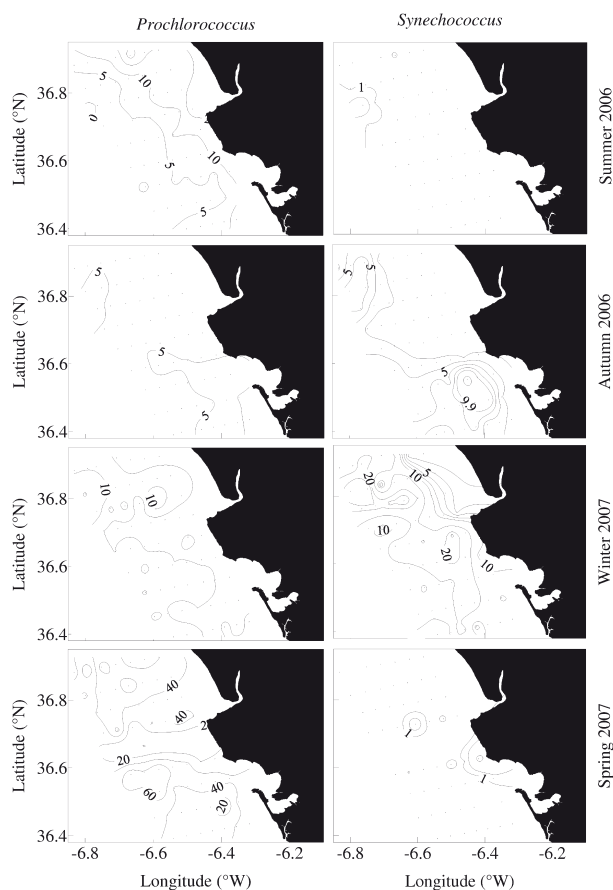 Prochlorococcus Synechococcus
Latitude (°N) 36.8 36.6 36.4
5 10 0 2 10 5 5
1
Summer 2006
Latitude (°N) 36.8 36.6 36.4
5 5 5
5 5 5 9.9
Autumn 2006
Latitude (°N) 36.8 36.6 36.4
10 10
20 10 5 10 20 10
Winter 2007
Latitude (°N) 36.8 36.6 36.4
40 40 2 20 60 40 20
1 1
Spring 2007
-6.8 -6.6 -6.4 -6.2 -6.8 -6.6 -6.4 -6.2
Longitude (°W) Longitude (°W)